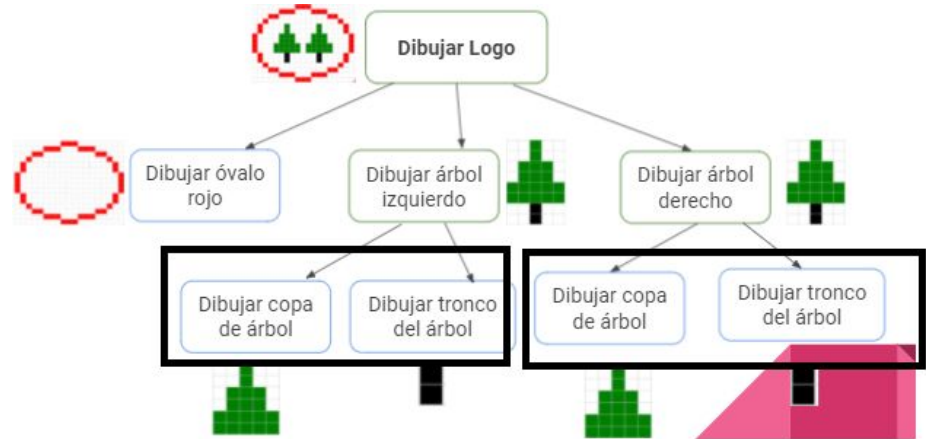 Dibujar Logo
Dibujar óvalo
rojo
Dibujar árbol
izquierdo
Dibujar árbol
derecho
Dibujar copa
de árbol
Dibujar tronco
del árbol
Dibujar copa
de árbol
Dibujar tronco
del árbol